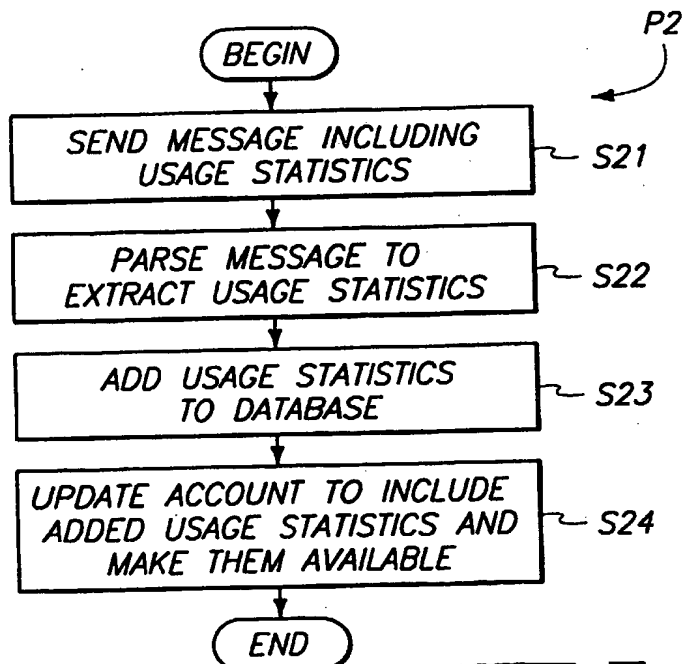 P2
BEGIN
SEND MESSAGE INCLUDING
USAGE STATISTICS
S21
PARSE MESSAGE TO
EXTRACT USAGE STATISTICS
S22
ADD USAGE STATISTICS
TO DATABASE
S23
UPDATE ACCOUNT TO INCLUDE
ADDED USAGE STATISTICS AND
MAKE THEM AVAILABLE
S24
END